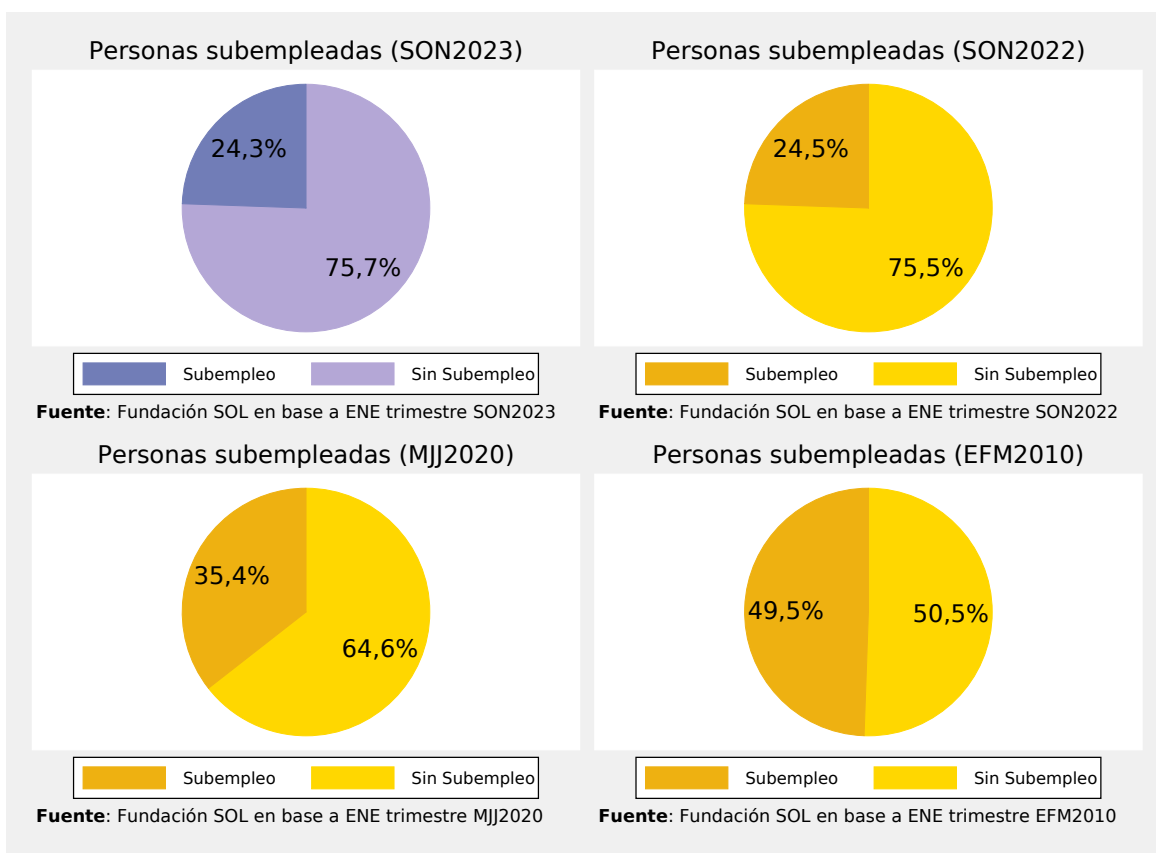 Personas subempleadas (SON2023)
24,3%
75,7%
Subempleo
Sin Subempleo
Fuente: Fundación SOL en base a ENE trimestre SON2023
Personas subempleadas (SON2022)
24,5%
75,5%
Subempleo
Sin Subempleo
Fuente: Fundación SOL en base a ENE trimestre SON2022
Personas subempleadas (MJJ2020)
35,4%
64,6%
Subempleo
Sin Subempleo
Fuente: Fundación SOL en base a ENE trimestre MJJ2020
Personas subempleadas (EFM2010)
49,5%
50,5%
Subempleo
Sin Subempleo
Fuente: Fundación SOL en base a ENE trimestre EFM2010